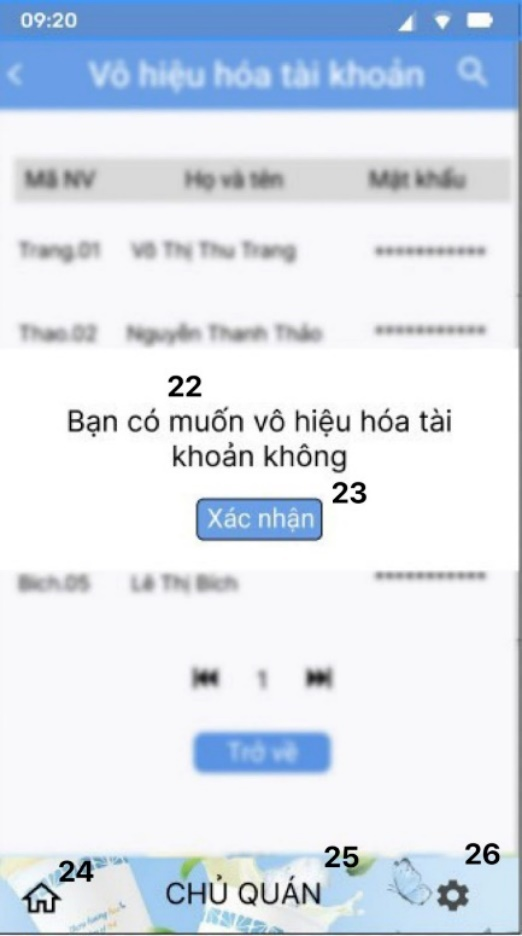 09:20
Vô hiệu hóa tài khoản
Mã NV Họ và tên Mật khẩu
Trang.01 Võ Thị Thu Trang ***********
Thao.02 Nguyễn Thanh Thảo ***********
22
Bạn có muốn vô hiệu hóa tài
khoản không
23
Xác nhận
Bich.05 Lê Thị Bích ***********
1
Trở về
24
25
26
CHỦ QUÁN